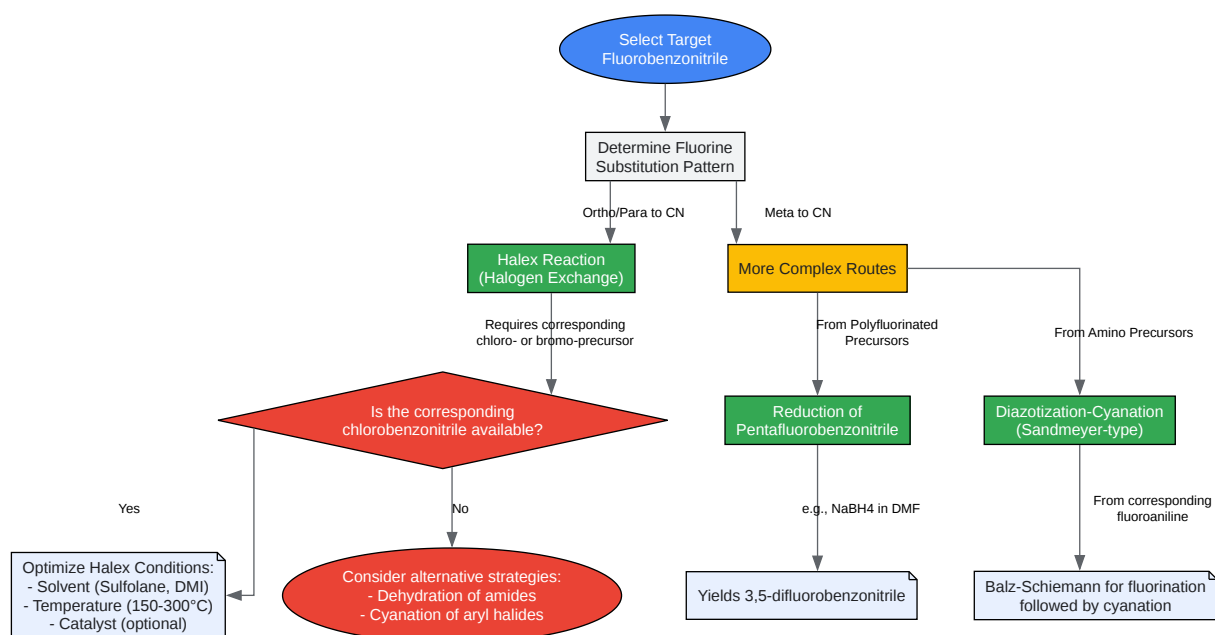 Select Target
Fluorobenzonitrile
Determine Fluorine
Substitution Pattern
Ortho/Para to CN
Meta to CN
Halex Reaction
(Halogen Exchange)
More Complex Routes
Requires corresponding
chloro- or bromo-precursor
From Polyfluorinated
Precursors
From Amino Precursors
Is the corresponding
chlorobenzonitrile available?
Reduction of
Pentafluorobenzonitrile
Diazotization-Cyanation
(Sandmeyer-type)
Yes
No
e.g., NaBH4 in DMF
From corresponding
fluoroaniline
Optimize Halex Conditions:
- Solvent (Sulfolane, DMI)
- Temperature (150-300°C)
- Catalyst (optional)
Consider alternative strategies:
- Dehydration of amides
- Cyanation of aryl halides
Yields 3,5-difluorobenzonitrile
Balz-Schiemann for fluorination
followed by cyanation